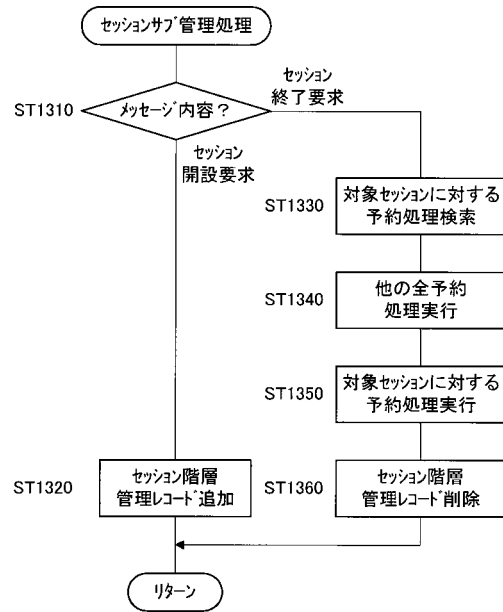 セッションサブ管理処理
ST1310
メッセージ内容？
セッション
終了要求
セッション
開設要求
ST1330
対象セッションに対する
予約処理検索
ST1340
他の全予約
処理実行
ST1350
対象セッションに対する
予約処理実行
ST1320
セッション階層
管理レコード追加
ST1360
セッション階層
管理レコード削除
リターン